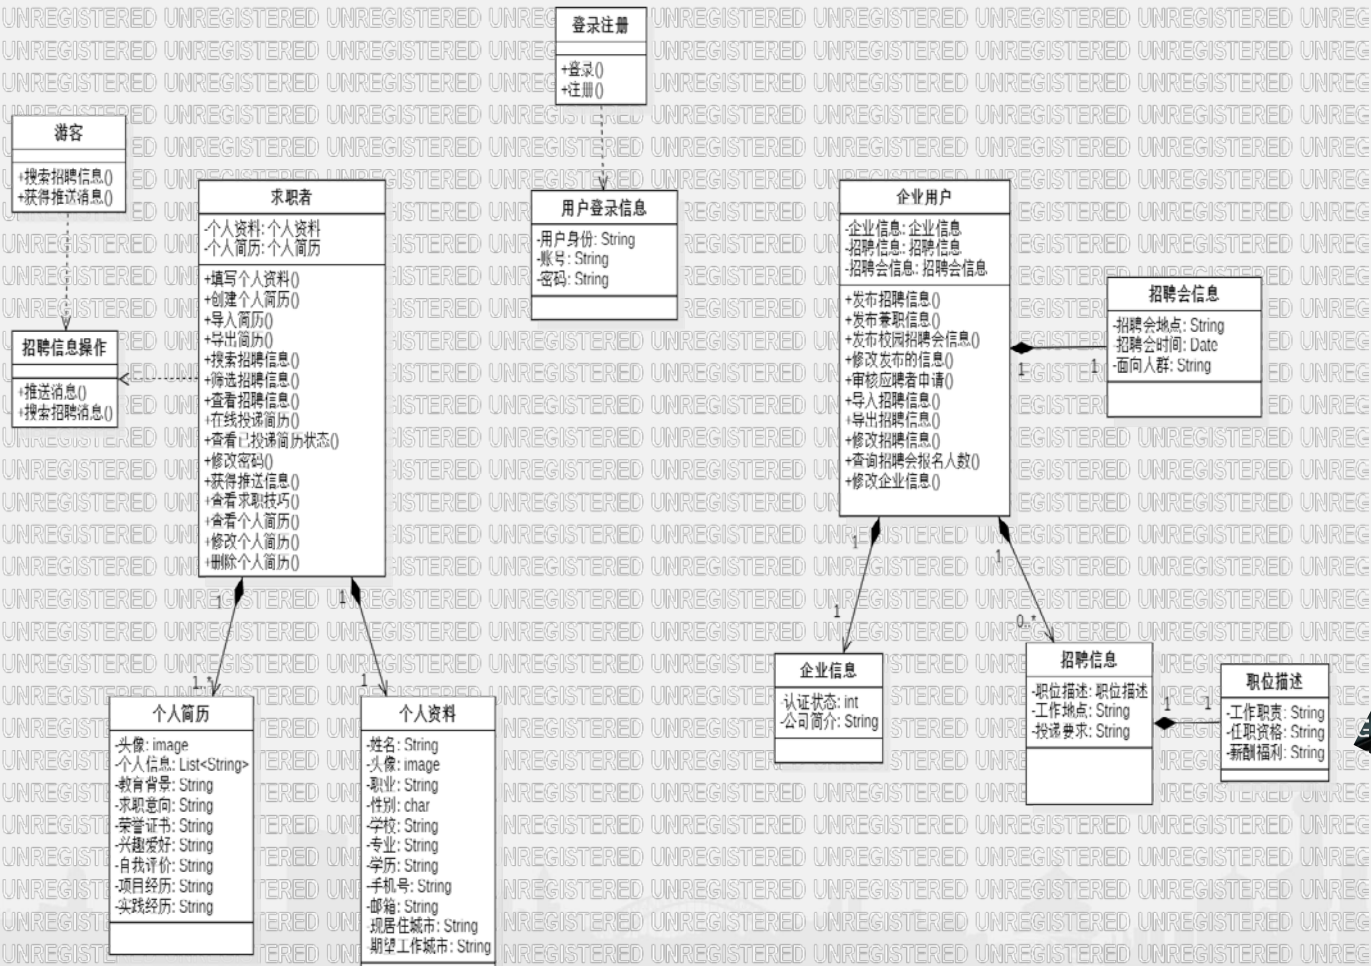 登录注册
+登录()
+注册()
游客
+搜索招聘信息()
+获得推送消息()
招聘信息操作
+推送消息()
+搜索招聘消息()
求职者
-个人资料: 个人资料
-个人简历: 个人简历
+填写个人资料()
+创建个人简历()
+导入简历()
+导出简历()
+搜索招聘信息()
+筛选招聘信息()
+查看招聘信息()
+在线投递简历()
+查看已投递简历状态()
+修改密码()
+获得推送信息()
+查看求职技巧()
+查看个人简历()
+修改个人简历()
+删除个人简历()
用户登录信息
-用户身份: String
-账号: String
-密码: String
企业用户
-企业信息: 企业信息
-招聘信息: 招聘信息
-招聘会信息: 招聘会信息
+发布招聘信息()
+发布兼职信息()
+发布校园招聘会信息()
+修改发布的信息()
+审核应聘者申请()
+导入招聘信息()
+导出招聘信息()
+修改招聘信息()
+查询招聘会报名人数()
+修改企业信息()
招聘会信息
-招聘会地点: String
-招聘会时间: Date
-面向人群: String
1
1
1
1..*
1
1
1
1
1
0..*
个人简历
-头像: image
-个人信息: List<String>
-教育背景: String
-求职意向: String
-荣誉证书: String
-兴趣爱好: String
-自我评价: String
-项目经历: String
-实践经历: String
个人资料
-姓名: String
-头像: image
-职业: String
-性别: char
-学校: String
-专业: String
-学历: String
-手机号: String
-邮箱: String
-现居住城市: String
-期望工作城市: String
企业信息
-认证状态: int
-公司简介: String
招聘信息
-职位描述: 职位描述
-工作地点: String
-投递要求: String
1
1
职位描述
-工作职责: String
-任职资格: String
-薪酬福利: String
UNREGISTERED